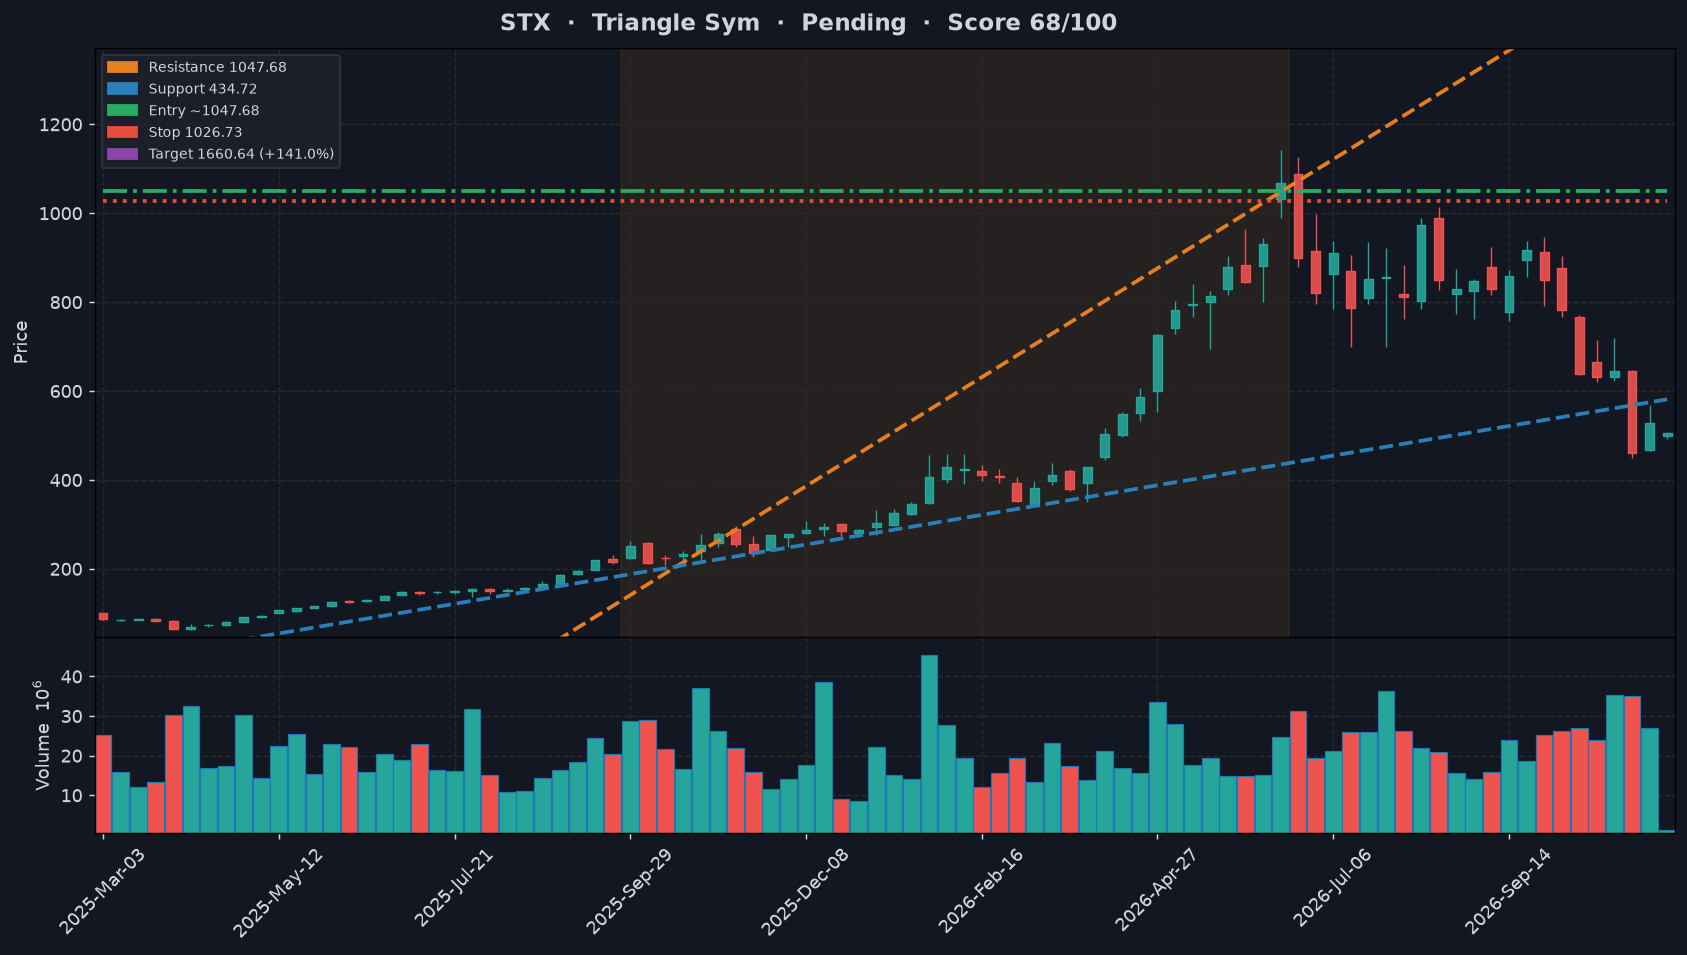 STX · Triangle Sym · Pending · Score 68/100
Resistance 1047.68
Support 434.72
Entry ~1047.68
Stop 1026.73
Target 1660.64 (+141.0%)
Price
1200
1000
800
600
400
200
Volume 10⁶
40
30
20
10
2025-Mar-03
2025-May-12
2025-Jul-21
2025-Sep-29
2025-Dec-08
2026-Feb-16
2026-Apr-27
2026-Jul-06
2026-Sep-14